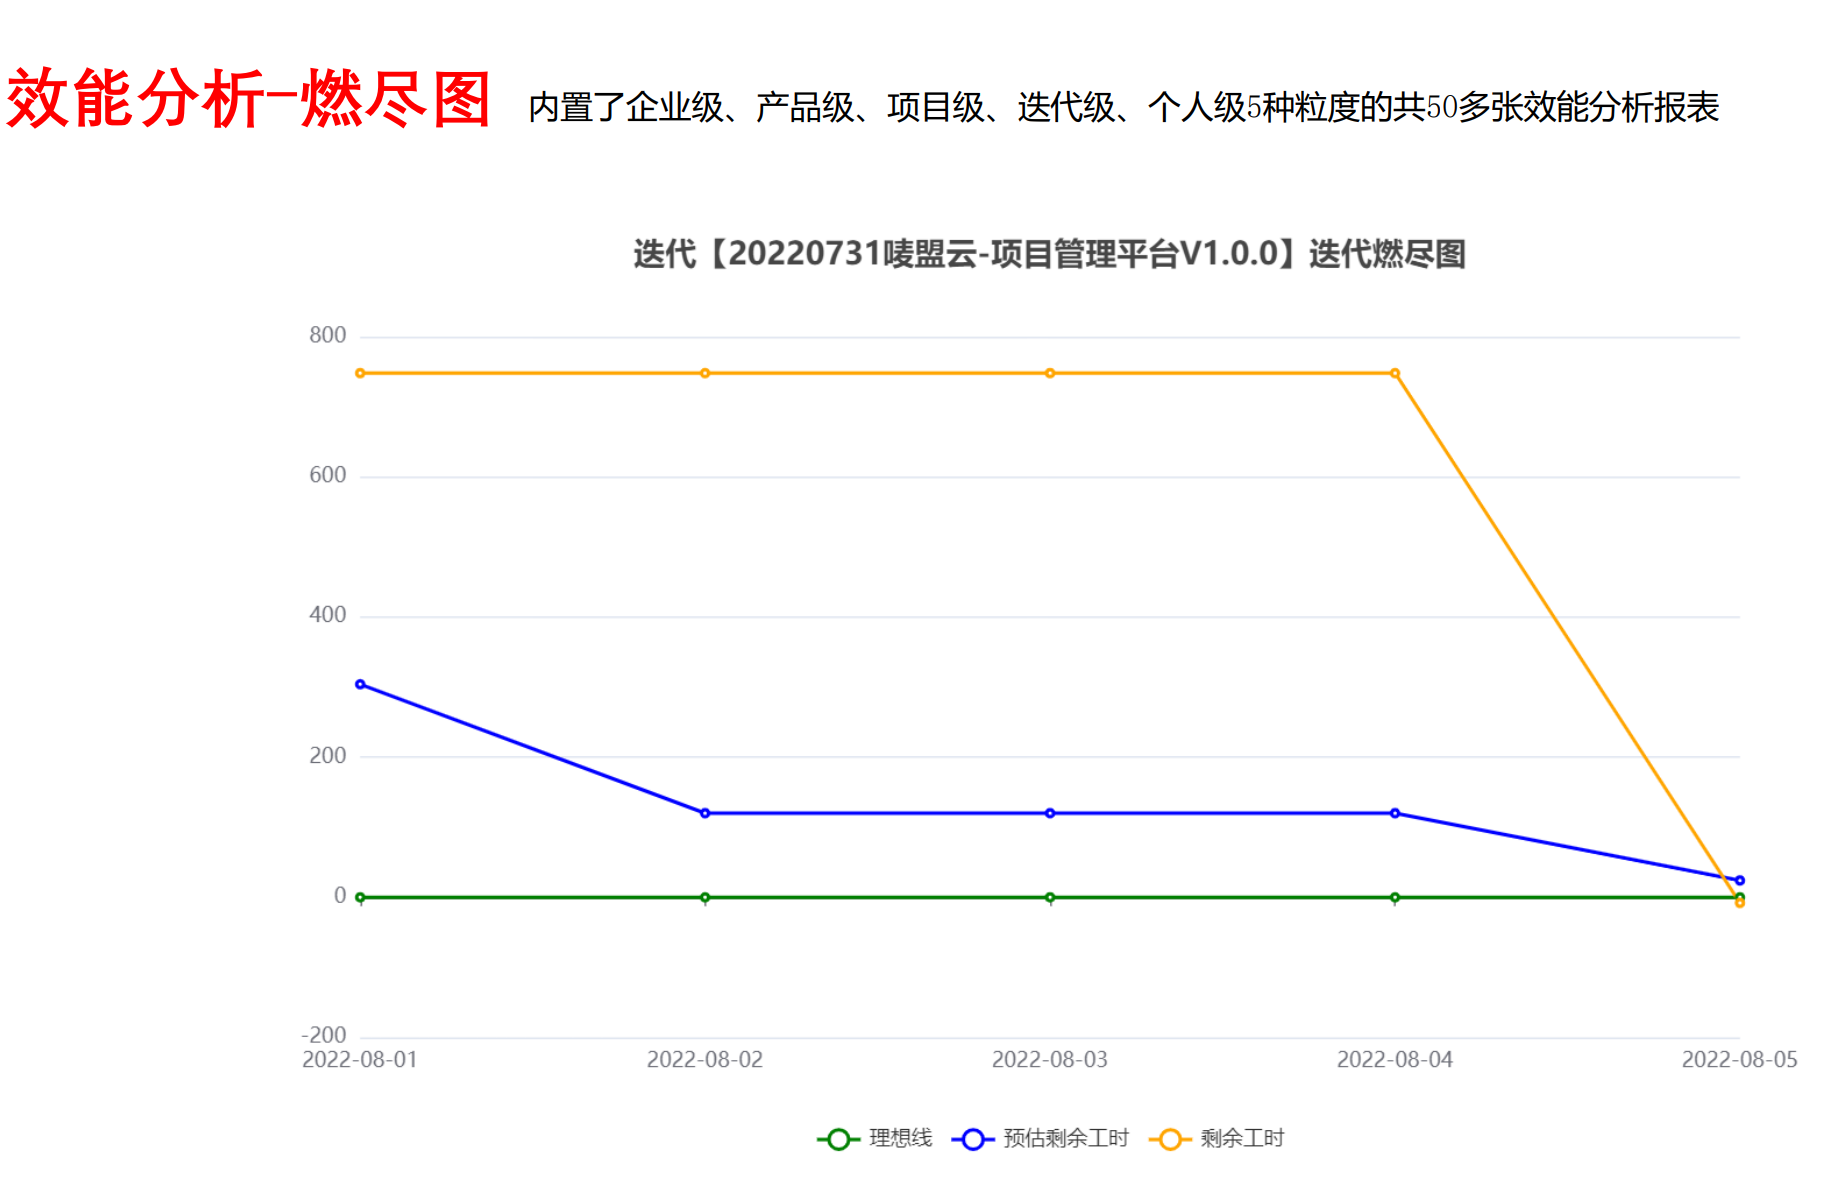 效能分析-燃尽图 内置了企业级、产品级、项目级、迭代级、个人级5种粒度的共50多张效能分析报表
迭代【20220731唛盟云-项目管理平台V1.0.0】迭代燃尽图
800
600
400
200
0
-200
2022-08-01 2022-08-02 2022-08-03 2022-08-04 2022-08-05
理想线 预估剩余工时 剩余工时